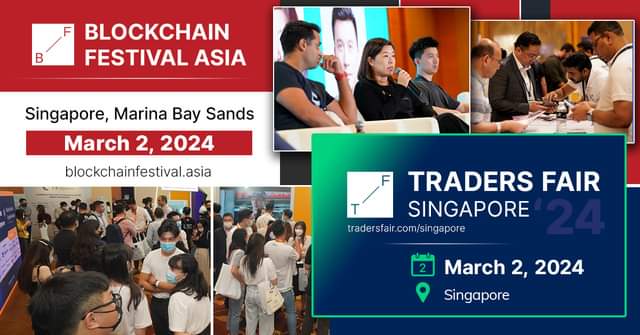 F
B
BLOCKCHAIN
FESTIVAL ASIA
Singapore, Marina Bay Sands
March 2, 2024
blockchainfestival.asia
F
T
TRADERS FAIR
SINGAPORE
'24
tradersfair.com/singapore
2
March 2, 2024
Singapore